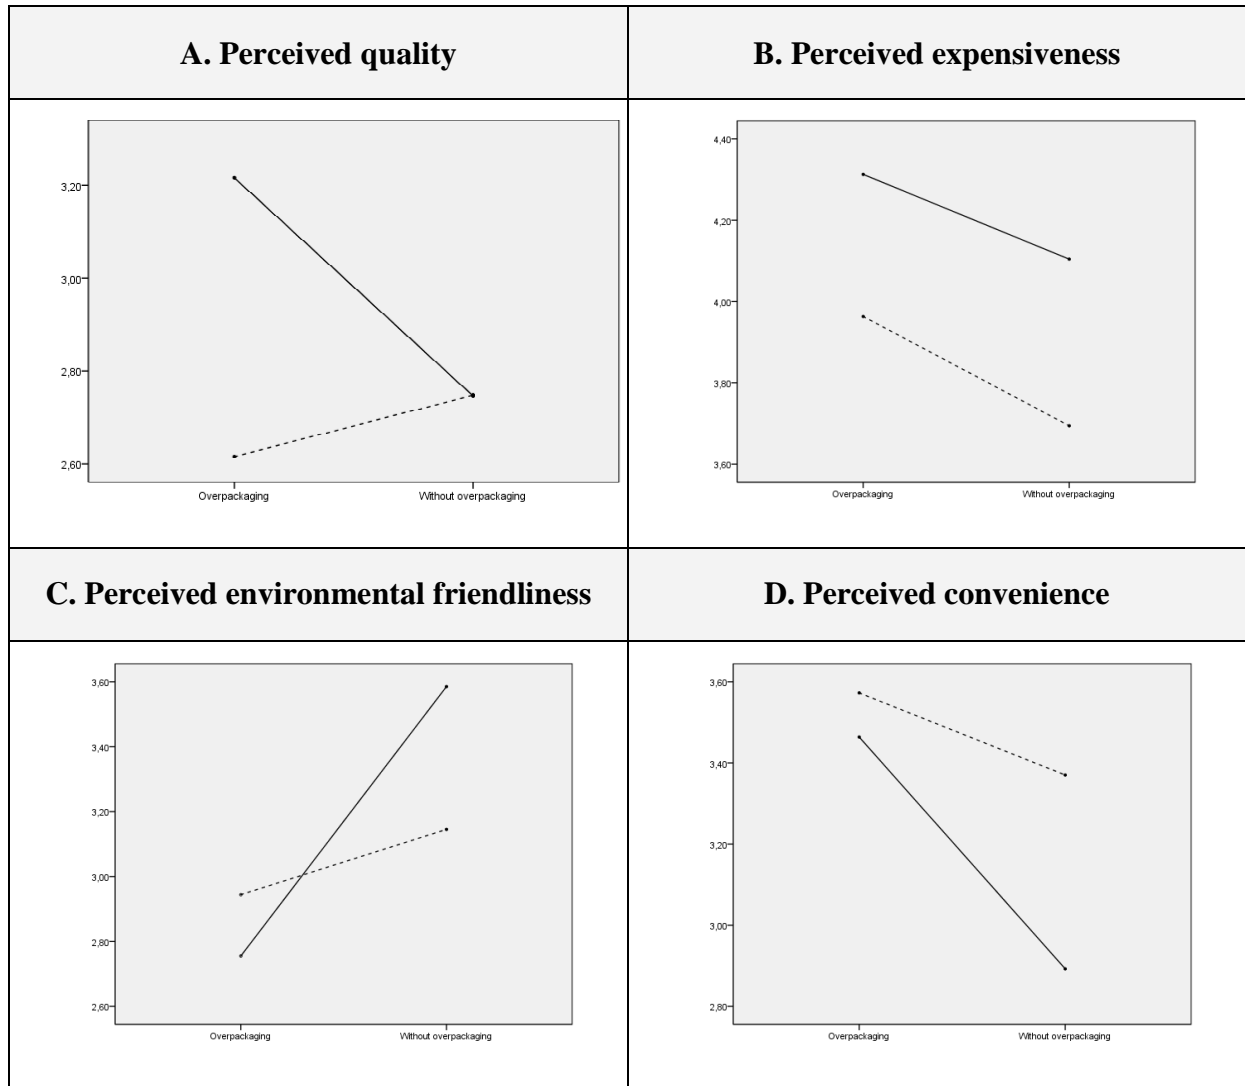 A. Perceived quality
B. Perceived expensiveness
3,20
3,00
2,80
2,60
Overpackaging
Without overpackaging
4,40
4,20
4,00
3,80
3,60
Overpackaging
Without overpackaging
C. Perceived environmental friendliness
D. Perceived convenience
3,60
3,40
3,20
3,00
2,80
2,60
Overpackaging
Without overpackaging
3,60
3,40
3,20
3,00
2,80
Overpackaging
Without overpackaging